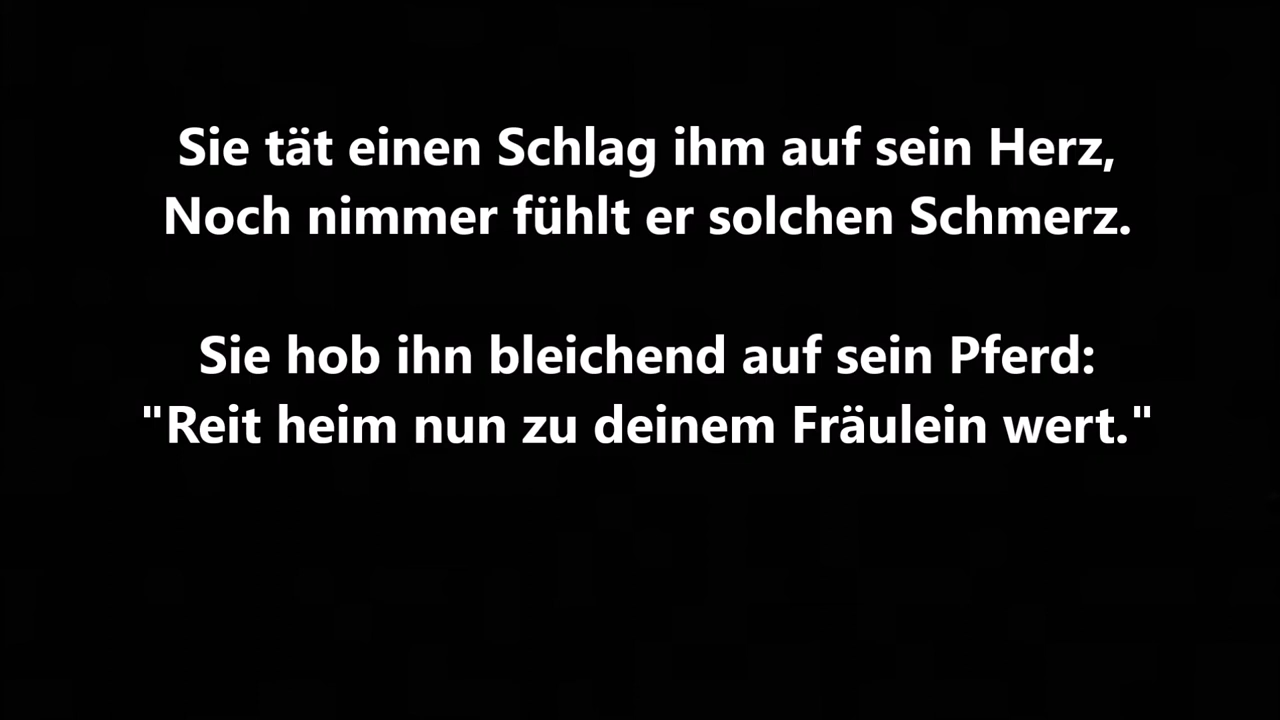 Sie tät einen Schlag ihm auf sein Herz,
Noch nimmer fühlt er solchen Schmerz.
Sie hob ihn bleichend auf sein Pferd:
"Reit heim nun zu deinem Fräulein wert."